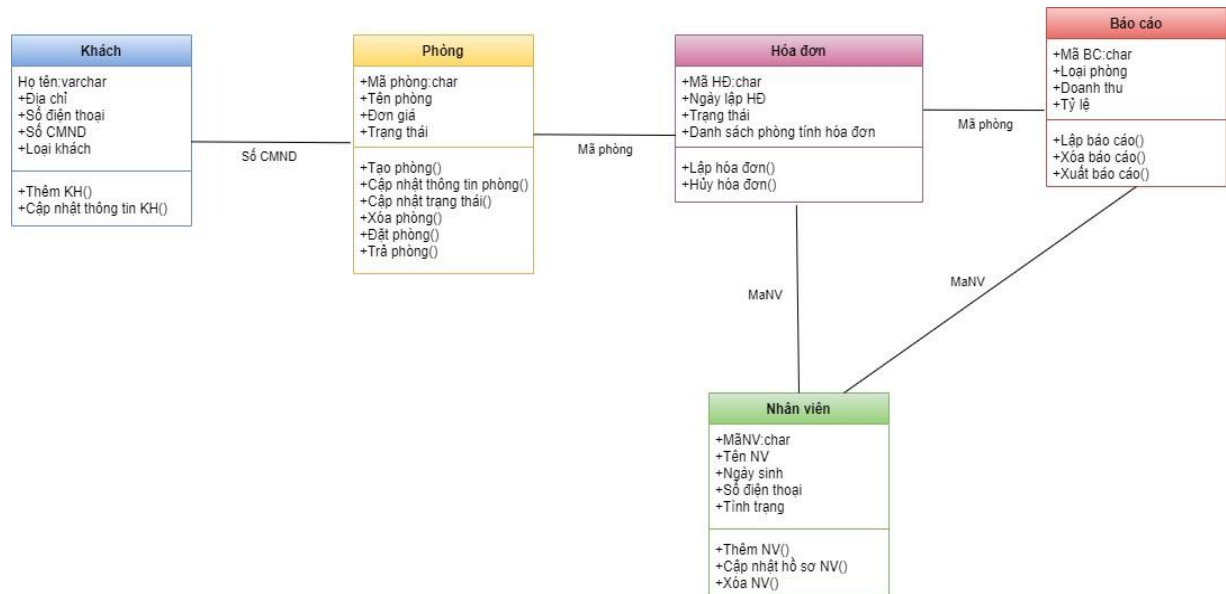 Khách
Họ tên:varchar
+Địa chỉ
+Số điện thoại
+Số CMND
+Loại khách
+Thêm KH()
+Cập nhật thông tin KH()
Số CMND
Phòng
+Mã phòng:char
+Tên phòng
+Đơn giá
+Trạng thái
+Tạo phòng()
+Cập nhật thông tin phòng()
+Cập nhật trạng thái()
+Xóa phòng()
+Đặt phòng()
+Trả phòng()
Mã phòng
Hóa đơn
+Mã HĐ:char
+Ngày lập HĐ
+Trạng thái
+Danh sách phòng tính hóa đơn
+Lập hóa đơn()
+Hủy hóa đơn()
Mã phòng
Báo cáo
+Mã BC:char
+Loại phòng
+Doanh thu
+Tỷ lệ
+Lập báo cáo()
+Xóa báo cáo()
+Xuất báo cáo()
MaNV
MaNV
Nhân viên
+MãNV:char
+Tên NV
+Ngày sinh
+Số điện thoại
+Tình trạng
+Thêm NV()
+Cập nhật hồ sơ NV()
+Xóa NV()